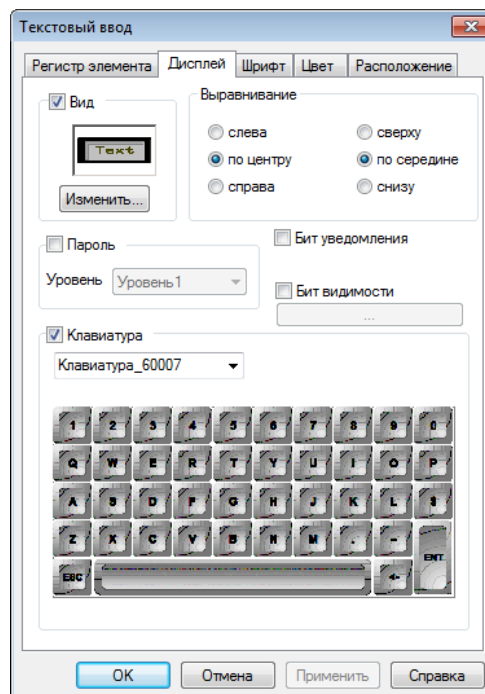 Текстовый ввод
Регистр элемента Дисплей Шрифт Цвет Расположение
Вид
Text
Изменить...
Выравнивание
слева сверху
по центру по середине
справа снизу
Пароль
Уровень Уровень1
Бит уведомления
Бит видимости
...
Клавиатура
Клавиатура_60007
1 2 3 4 5 6 7 8 9 0
Q W E R T Y U I O P
A S D F G H J K L
Z X C V B N M . -
ENT
ESC <-
OK Отмена Применить Справка